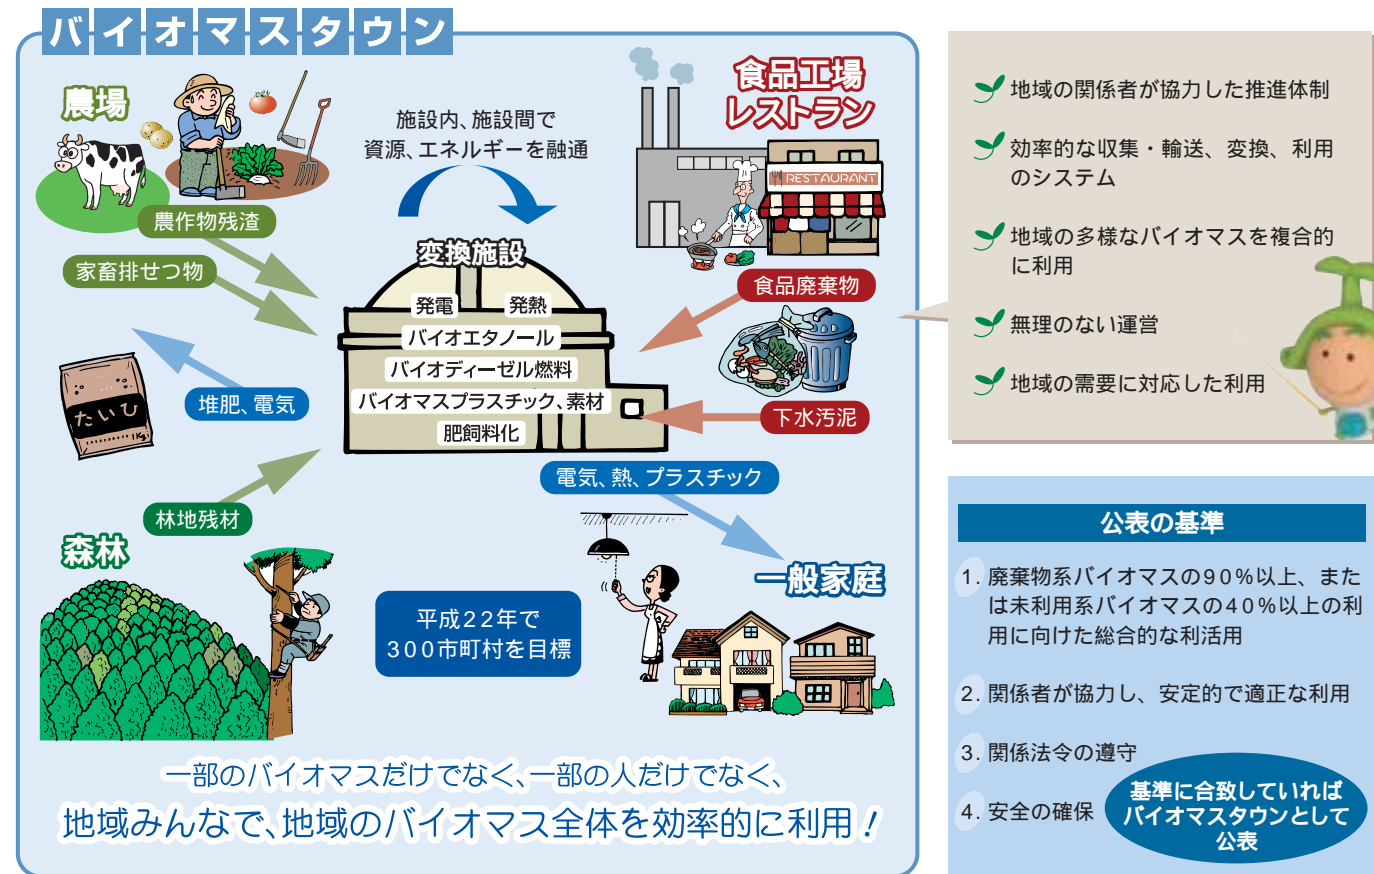 バイオマスタウン
農場
施設内、施設間で
資源、エネルギーを融通
食品工場
レストラン
RESTAURANT
農作物残渣
家畜排せつ物
変換施設
発電
発熱
バイオエタノール
バイオディーゼル燃料
バイオマスプラスチック、素材
肥飼料化
食品廃棄物
下水汚泥
たいひ
1Kg
堆肥、電気
電気、熱、プラスチック
林地残材
森林
一般家庭
平成22年で
300市町村を目標
一部のバイオマスだけでなく、一部の人だけでなく、
地域みんなで、地域のバイオマス全体を効率的に利用！
地域の関係者が協力した推進体制
効率的な収集・輸送、変換、利用
のシステム
地域の多様なバイオマスを複合的
に利用
無理のない運営
地域の需要に対応した利用
公表の基準
1. 廃棄物系バイオマスの90％以上、また
は未利用系バイオマスの40％以上の利
用に向けた総合的な利活用
2. 関係者が協力し、安定的で適正な利用
3. 関係法令の遵守
4. 安全の確保
基準に合致していれば
バイオマスタウンとして
公表